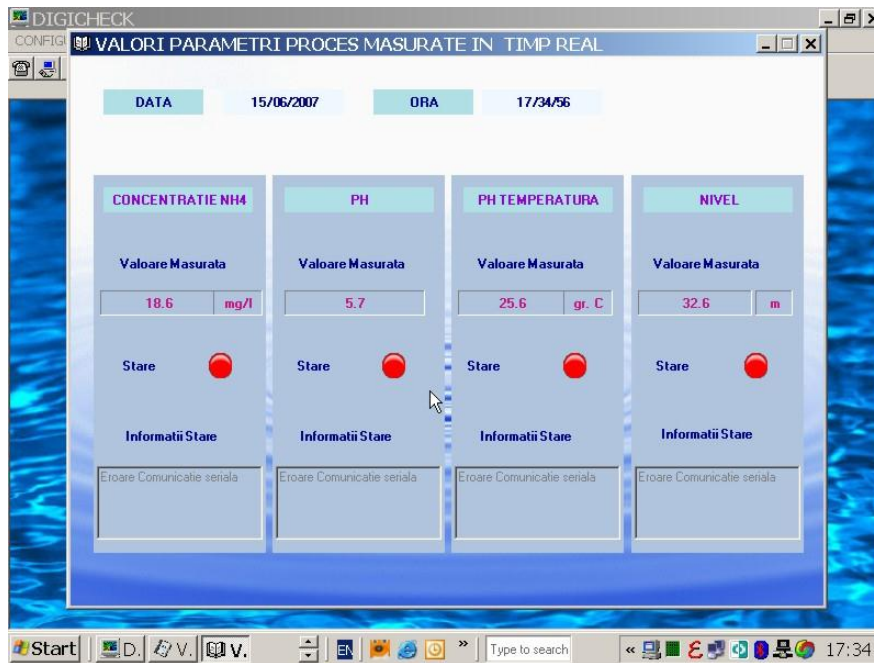 DIGICHECK
CONFIG
VALORI PARAMETRI PROCES MASURATE IN TIMP REAL
DATA 15/06/2007 ORA 17/34/56
CONCENTRATIE NH4 PH PH TEMPERATURA NIVEL
Valoare Masurata Valoare Masurata Valoare Masurata Valoare Masurata
18.6 mg/l 5.7 25.6 gr. C 32.6 m
Stare Stare Stare Stare
Informatii Stare Informatii Stare Informatii Stare Informatii Stare
Eroare Comunicatie seriala Eroare Comunicatie seriala Eroare Comunicatie seriala Eroare Comunicatie seriala
Start D. V. V. EN Type to search 17:34